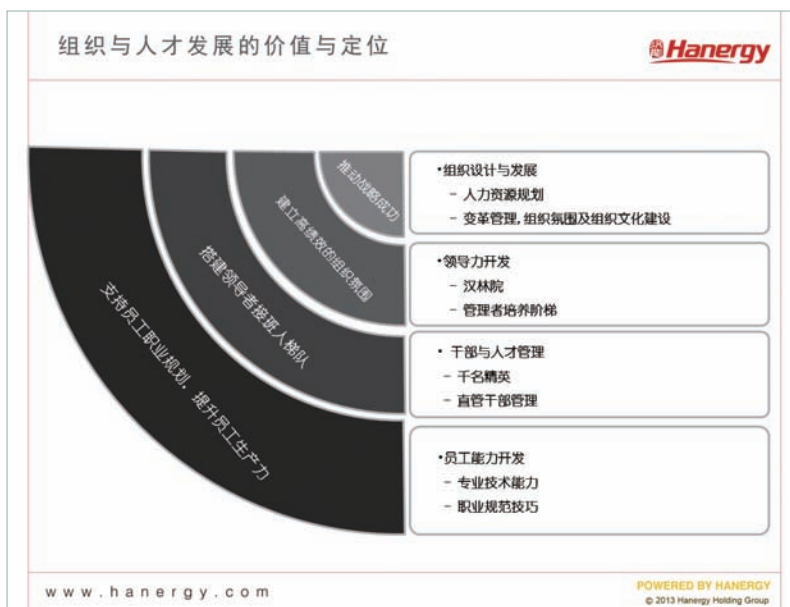 组织与人才发展的价值与定位
汉能
Hanergy
推动战略成功
建立高绩效的组织氛围
搭建领导者接班人梯队
支持员工职业规划，提升员工生产力
•组织设计与发展
– 人力资源规划
– 变革管理, 组织氛围及组织文化建设
•领导力开发
– 汉林院
– 管理者培养阶梯
• 干部与人才管理
– 千名精英
– 直管干部管理
•员工能力开发
– 专业技术能力
– 职业规范技巧
www.hanergy.com
POWERED BY HANERGY
© 2013 Hanergy Holding Group